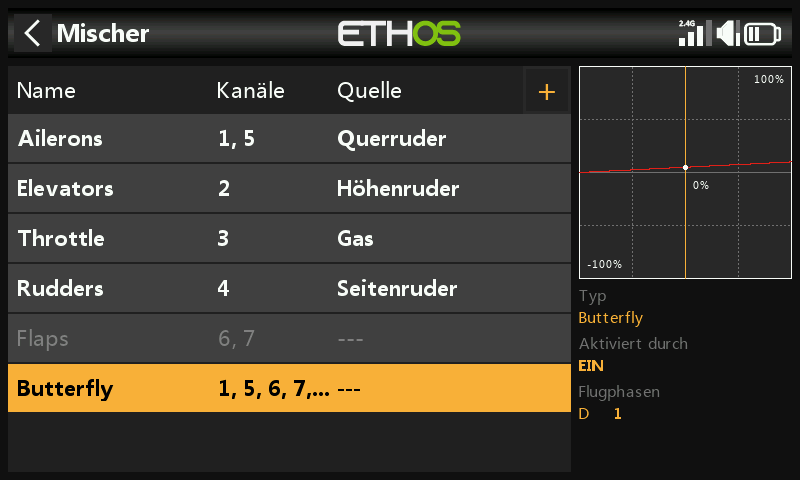 Mischer
ETHOS
2.4G
Name Kanäle Quelle +
Ailerons 1, 5 Querruder
Elevators 2 Höhenruder
Throttle 3 Gas
Rudders 4 Seitenruder
Flaps 6, 7 ---
Butterfly 1, 5, 6, 7,... ---
100%
0%
-100%
Typ
Butterfly
Aktiviert durch
EIN
Flugphasen
D 1